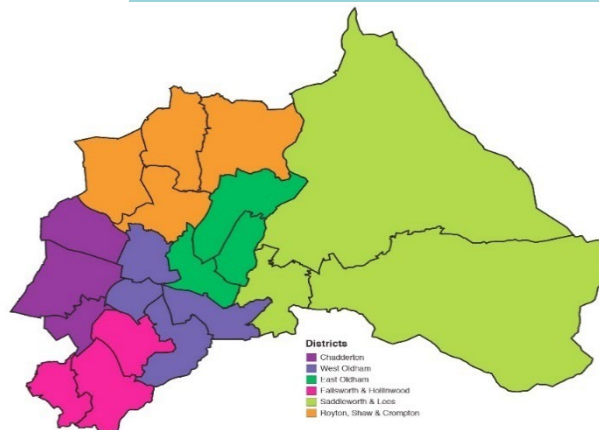 Districts
Chadderton
West Oldham
East Oldham
Failsworth & Hollinwood
Saddleworth & Lees
Royton, Shaw & Crompton